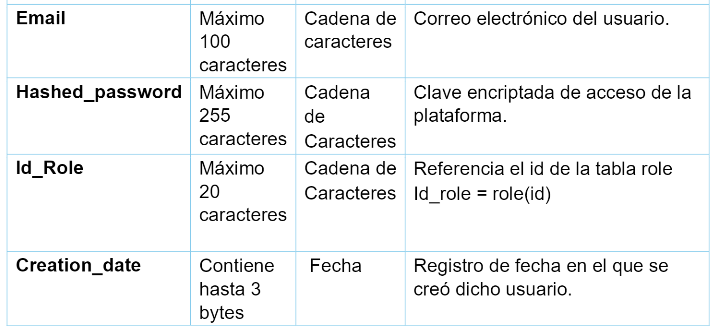 Email
Máximo
100
caracteres
Cadena de
caracteres
Correo electrónico del usuario.
Hashed_password
Máximo
255
caracteres
Cadena
de
Caracteres
Clave encriptada de acceso de la
plataforma.
Id_Role
Máximo
20
caracteres
Cadena de
Caracteres
Referencia el id de la tabla role
Id_role = role(id)
Creation_date
Contiene
hasta 3
bytes
Fecha
Registro de fecha en el que se
creó dicho usuario.